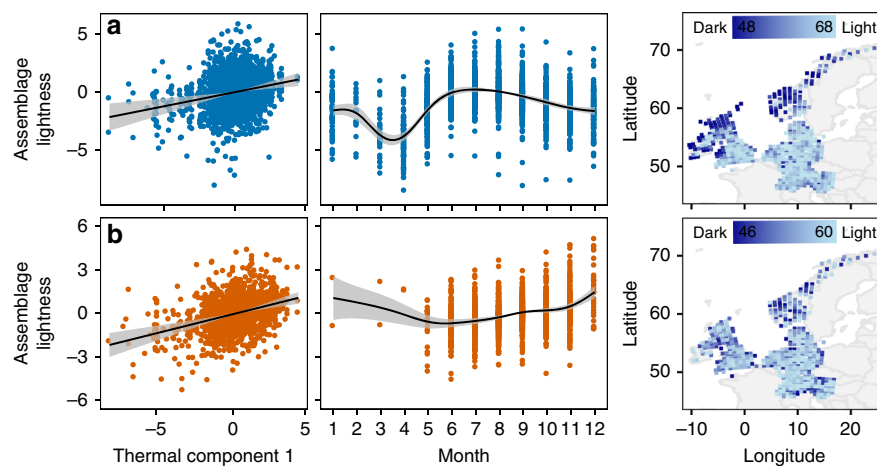 a
Assemblage
lightness
5
0
−5
Dark 48 68 Light
Latitude
70
60
50
b
Assemblage
lightness
6
3
0
−3
−6
−5 0 5
Thermal component 1
1 2 3 4 5 6 7 8 9 10 11 12
Month
Dark 46 60 Light
Latitude
70
60
50
−10 0 10 20
Longitude